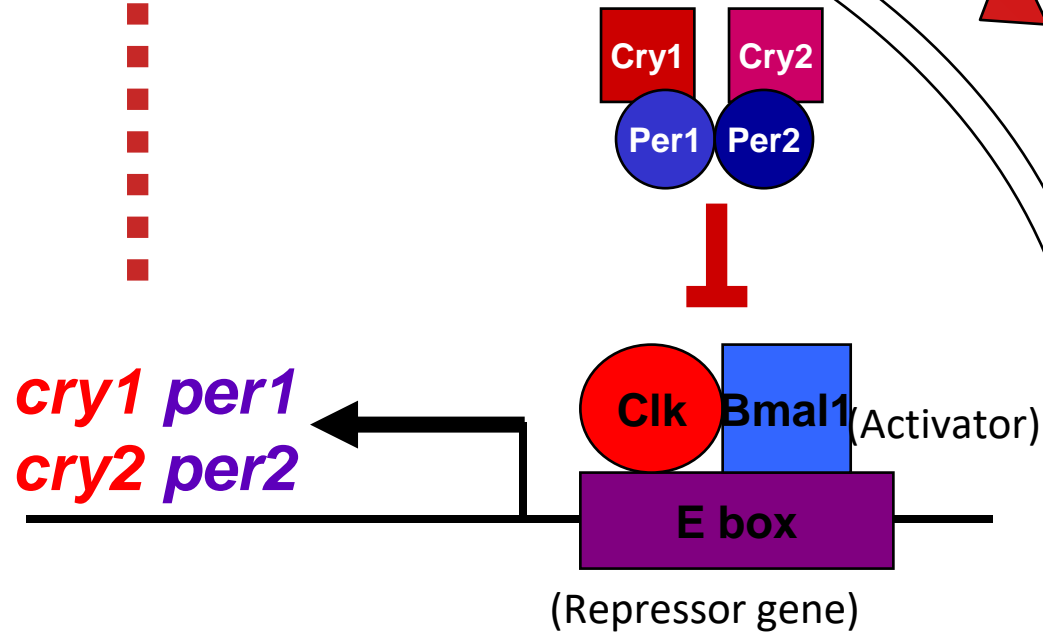 Cry1 Cry2
Per1 Per2
cry1 per1
cry2 per2
Clk Bmal1 (Activator)
E box
(Repressor gene)